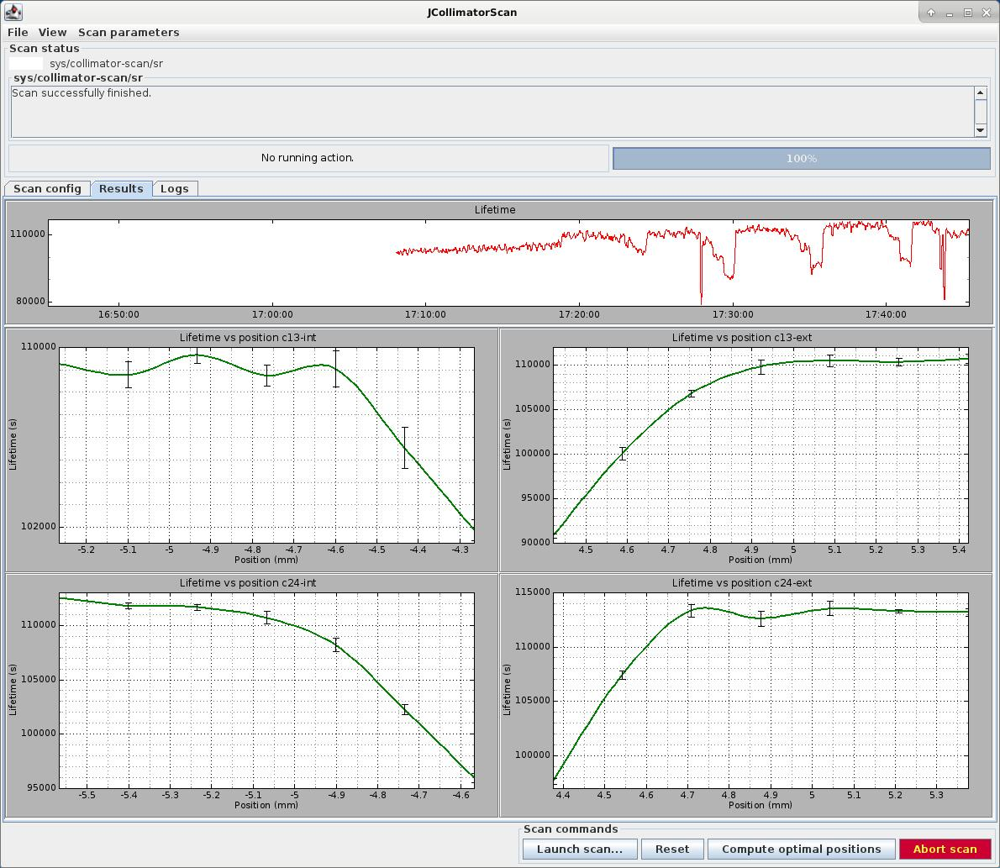 JCollimatorScan
File View Scan parameters
Scan status
sys/collimator-scan/sr
sys/collimator-scan/sr
Scan successfully finished.
No running action.
100%
Scan config Results Logs
Lifetime
110000
80000
16:50:00 17:00:00 17:10:00 17:20:00 17:30:00 17:40:00
Lifetime vs position c13-int
110000
102000
Lifetime (s)
-5.2 -5.1 -5 -4.9 -4.8 -4.7 -4.6 -4.5 -4.4 -4.3
Position (mm)
Lifetime vs position c13-ext
110000
105000
100000
95000
90000
Lifetime (s)
4.5 4.6 4.7 4.8 4.9 5 5.1 5.2 5.3 5.4
Position (mm)
Lifetime vs position c24-int
110000
105000
100000
95000
Lifetime (s)
-5.5 -5.4 -5.3 -5.2 -5.1 -5 -4.9 -4.8 -4.7 -4.6
Position (mm)
Lifetime vs position c24-ext
115000
110000
105000
100000
Lifetime (s)
4.4 4.5 4.6 4.7 4.8 4.9 5 5.1 5.2 5.3
Position (mm)
Scan commands
Launch scan... Reset Compute optimal positions Abort scan